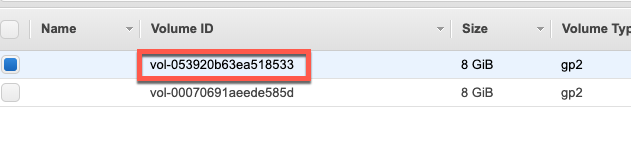 Name Volume ID Size Volume Typ
vol-053920b63ea518533 8 GiB gp2
vol-00070691aeede585d 8 GiB gp2